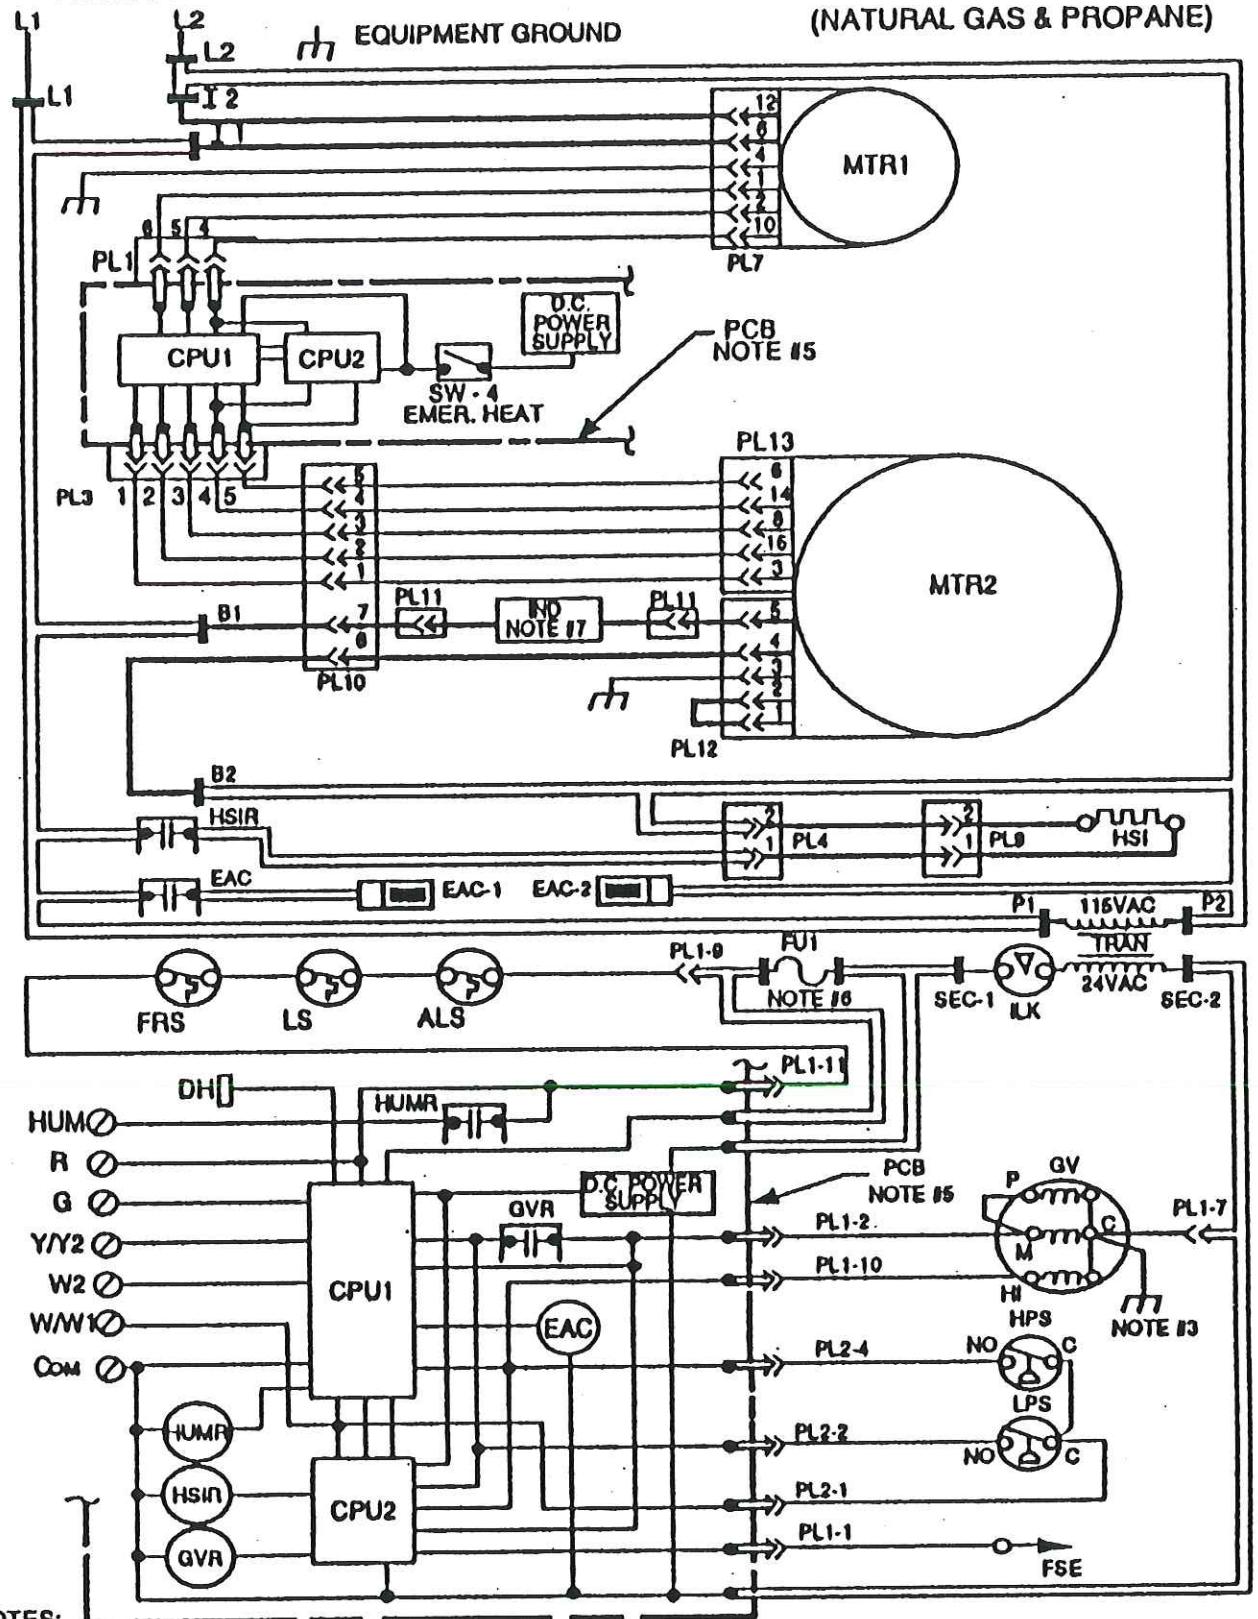 L1
L2
EQUIPMENT GROUND
(NATURAL GAS & PROPANE)
L2
L1
I 2
12
6
4
1
2
10
MTR1
PL7
6 5 4
PL1
D.C.
POWER
SUPPLY
CPU1
CPU2
SW - 4
EMER. HEAT
PCB
NOTE #5
PL3
1 2 3 4 5
5
4
3
2
1
7
6
PL10
PL13
6
14
8
16
3
MTR2
B1
PL11
IND
NOTE #7
PL11
5
4
3
2
1
PL12
B2
HSIR
2
1
PL4
2
1
PL9
HSI
EAC
EAC-1
EAC-2
P1
115VAC
P2
TRAN
24VAC
PL1-9
FU1
NOTE #6
SEC-1
ILK
SEC-2
FRS
LS
ALS
PL1-11
DH
HUMR
HUM
R
G
Y/Y2
W2
W/W1
COM
D.C. POWER
SUPPLY
GVR
PCB
NOTE #5
P
GV
M
C
HI
PL1-7
PL1-2
PL1-10
NOTE #3
CPU1
EAC
HPS
NO
C
PL2-4
LPS
NO
C
PL2-2
PL2-1
PL1-1
FSE
HUMR
HSIR
GVR
CPU2